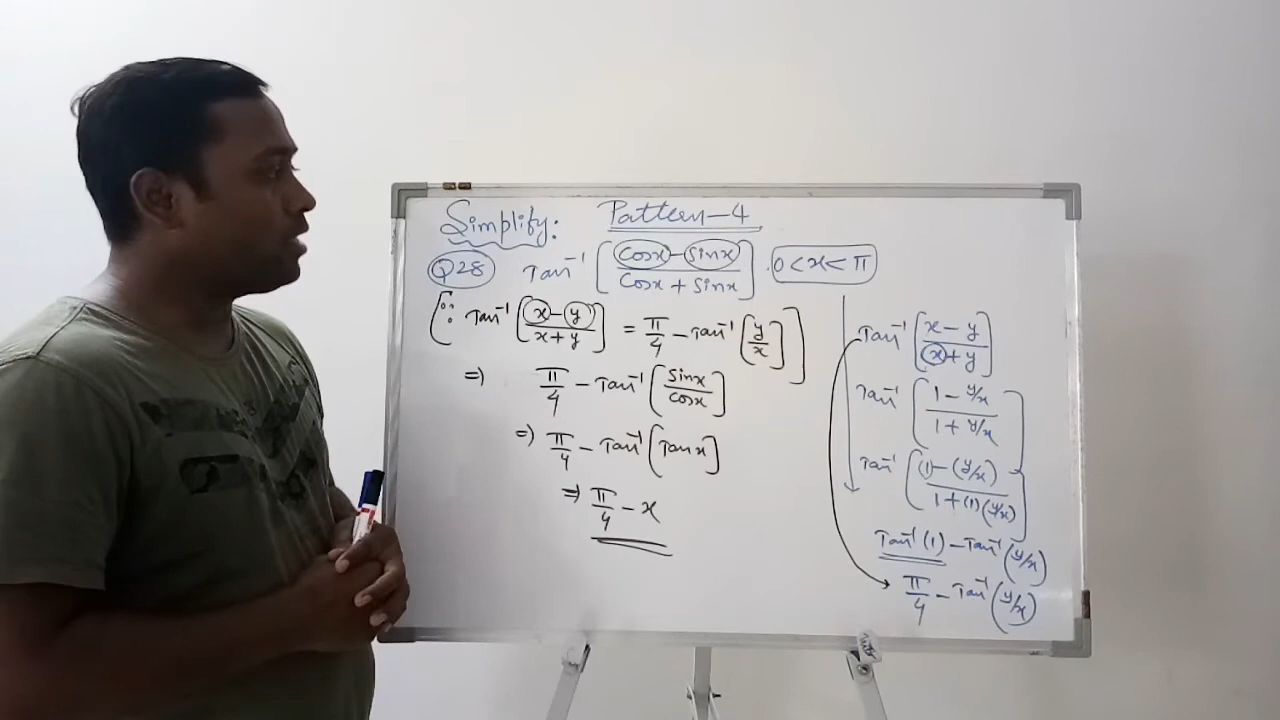 Simplify: Pattern-4
Q28 Tan⁻¹ [(cosx - sinx)/(cosx + sinx)] . 0 < x < π
[∵ Tan⁻¹ [(x - y)/(x + y)] = π/4 - Tan⁻¹ [y/x]]
⇒ π/4 - Tan⁻¹ [sinx/cosx]
⇒ π/4 - Tan⁻¹ [Tanx]
⇒ π/4 - x
Tan⁻¹ [(x - y)/(x + y)]
Tan⁻¹ [(1 - y/x)/(1 + y/x)]
Tan⁻¹ [((1) - (y/x))/(1 + (1)(y/x))]
Tan⁻¹(1) - Tan⁻¹(y/x)
π/4 - Tan⁻¹(y/x)